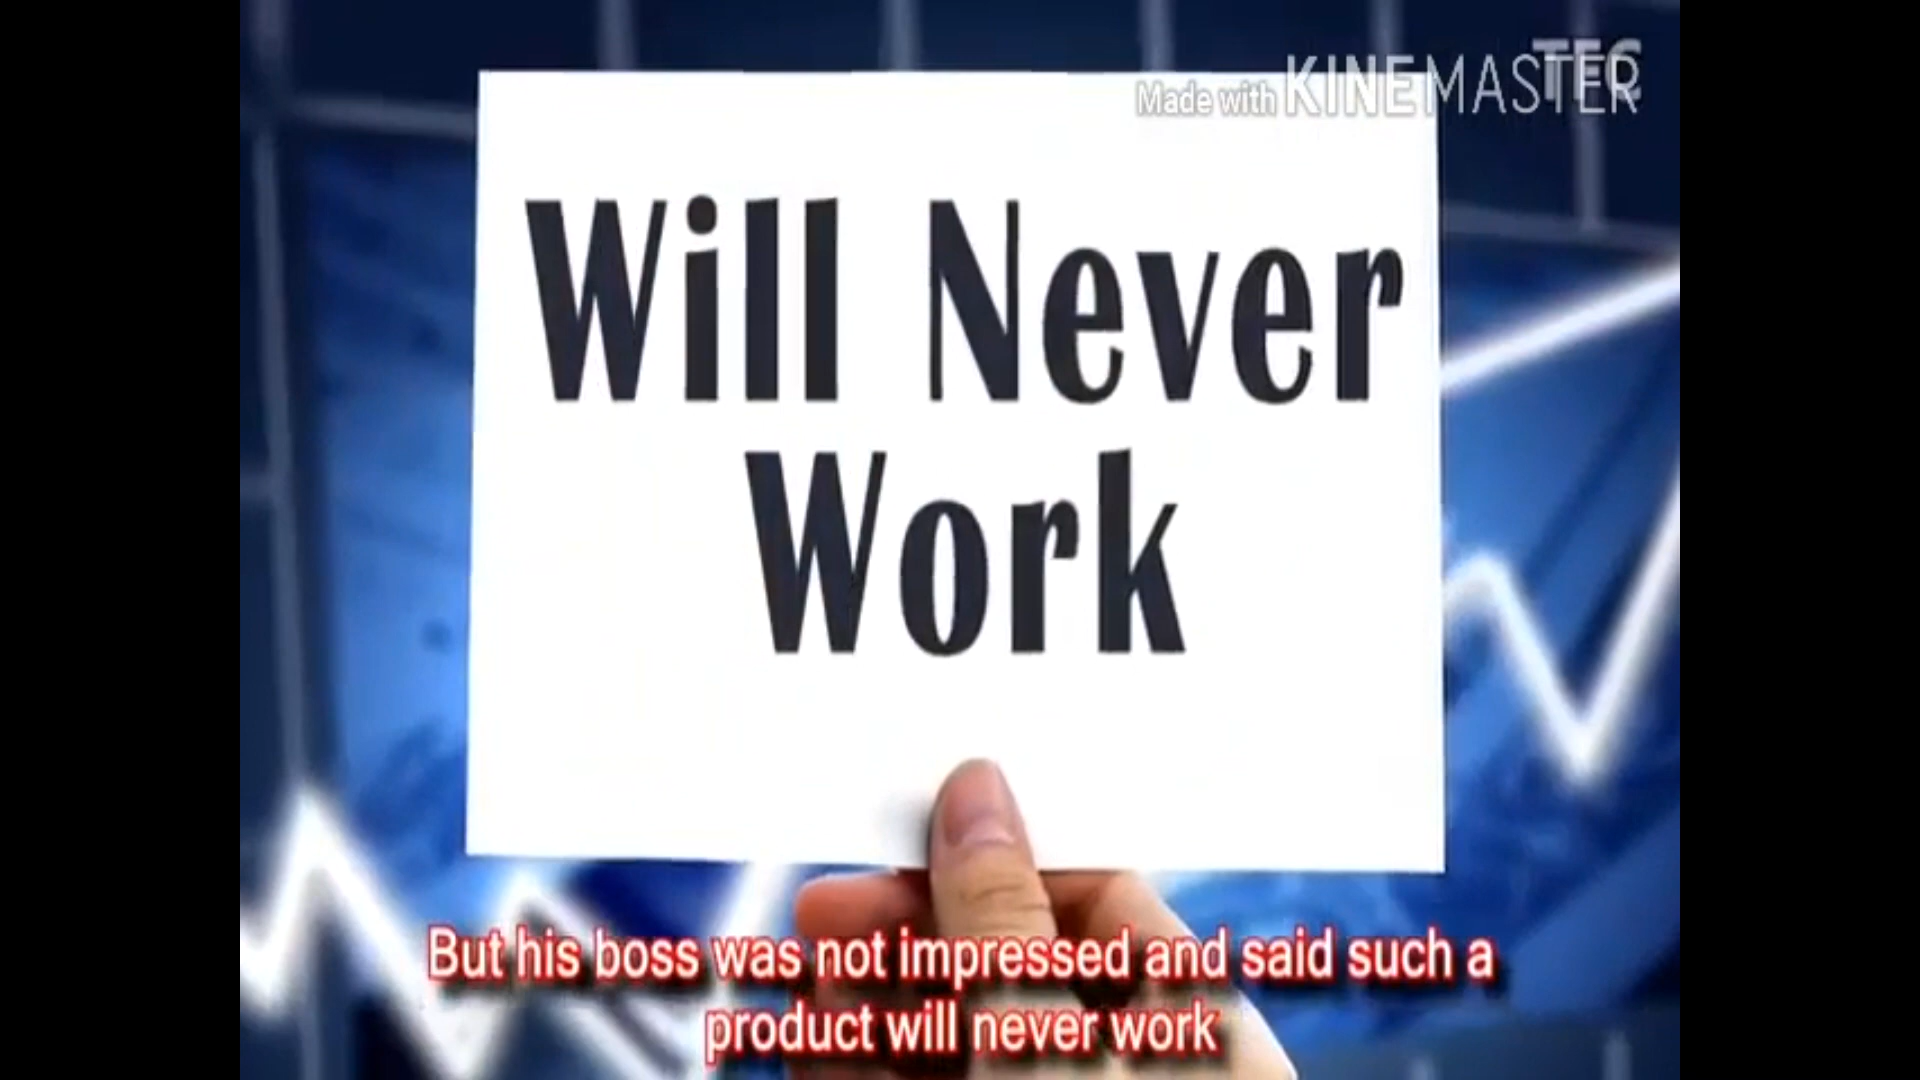 TEC
Made with KINEMASTER
Will Never
Work
But his boss was not impressed and said such a
product will never work